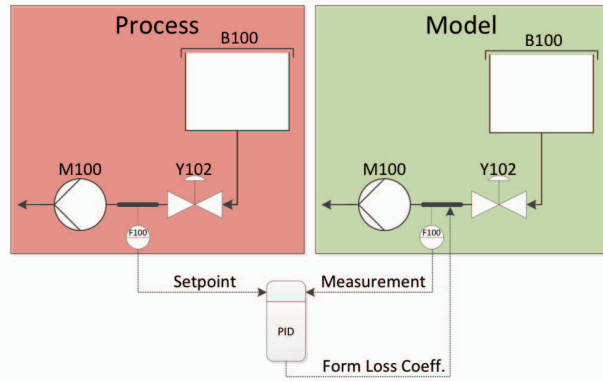 Process
B100
M100
Y102
F100
Model
B100
M100
Y102
F100
Setpoint
Measurement
PID
Form Loss Coeff.